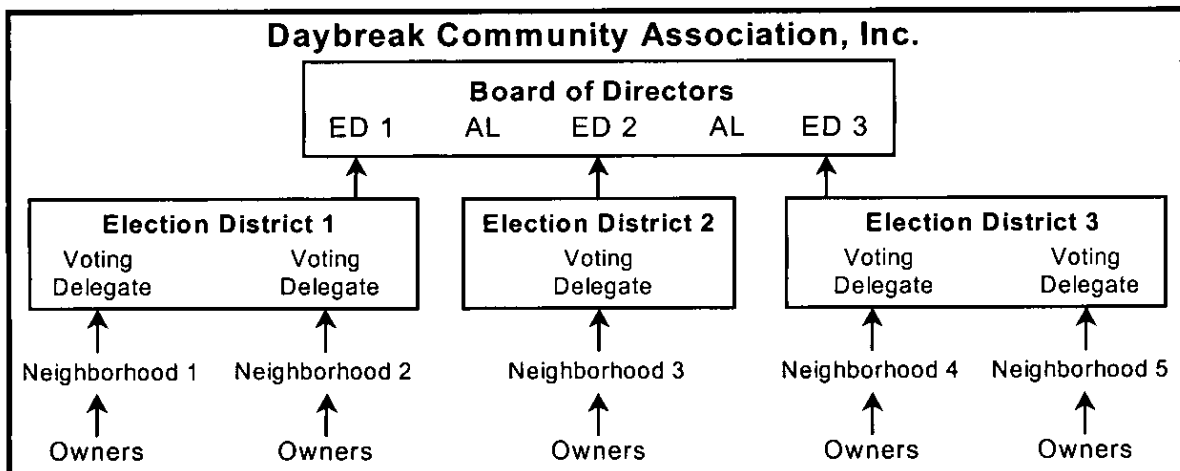 Daybreak Community Association, Inc.
Board of Directors
ED 1 AL ED 2 AL ED 3
Election District 1
Voting Voting
Delegate Delegate
Election District 2
Voting
Delegate
Election District 3
Voting Voting
Delegate Delegate
Neighborhood 1 Neighborhood 2 Neighborhood 3 Neighborhood 4 Neighborhood 5
Owners Owners Owners Owners Owners